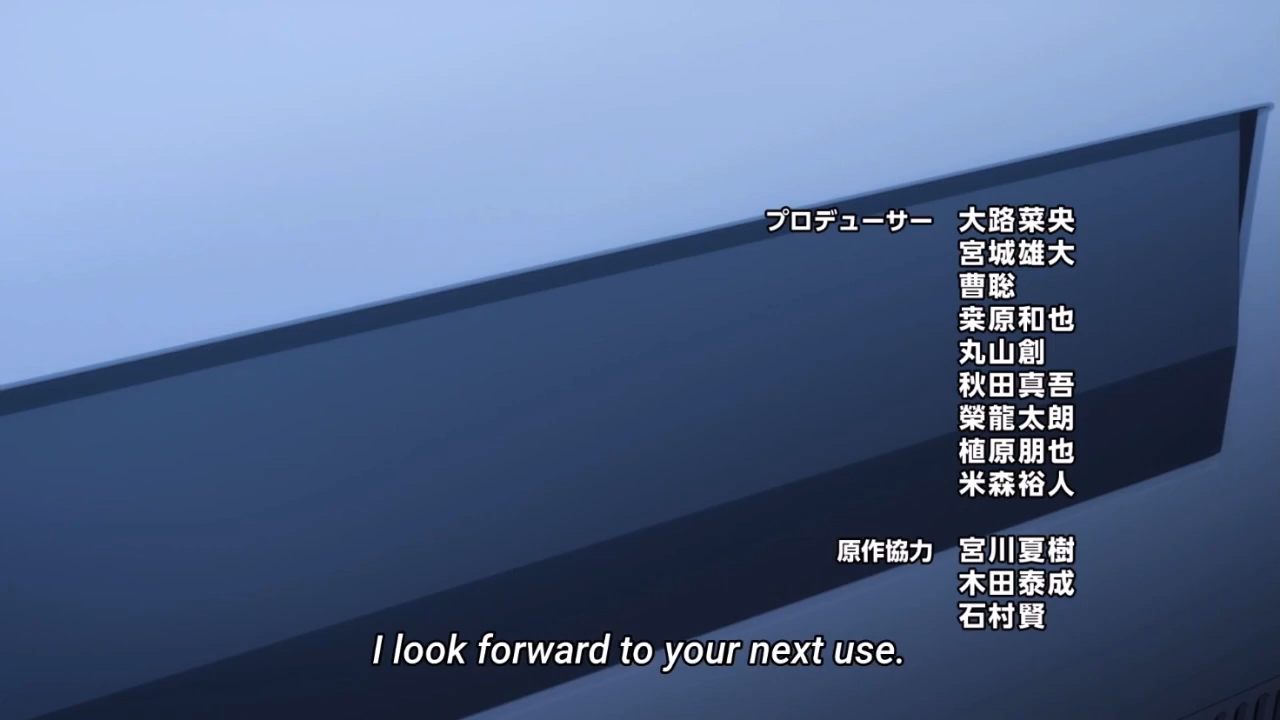 プロデューサー 大路菜央
宮城雄大
曹聡
桒原和也
丸山創
秋田真吾
榮龍太朗
植原朋也
米森裕人
原作協力 宮川夏樹
木田泰成
石村賢
I look forward to your next use.